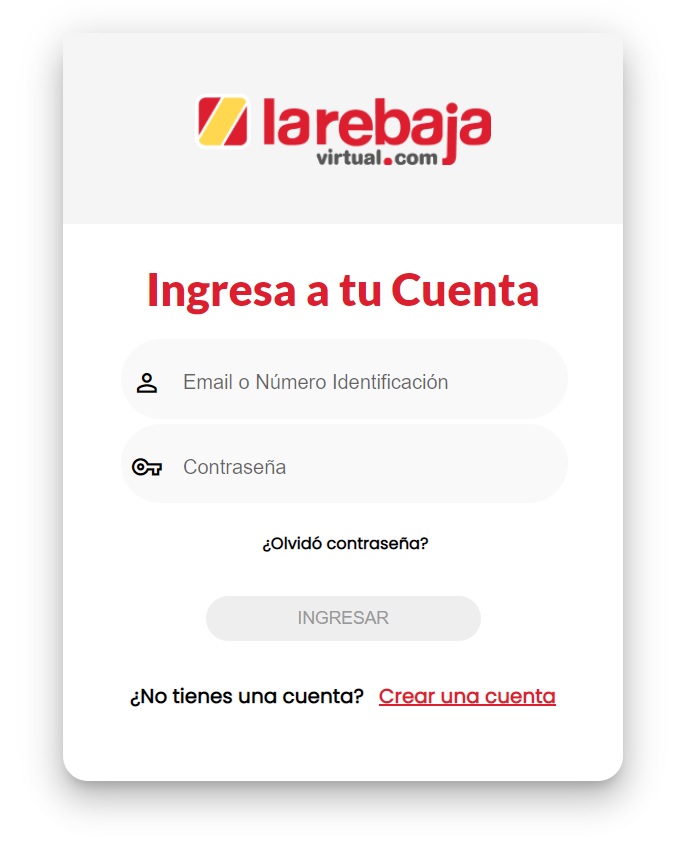 larebaja
virtual.com
Ingresa a tu Cuenta
Email o Número Identificación
Contraseña
¿Olvidó contraseña?
INGRESAR
¿No tienes una cuenta? Crear una cuenta